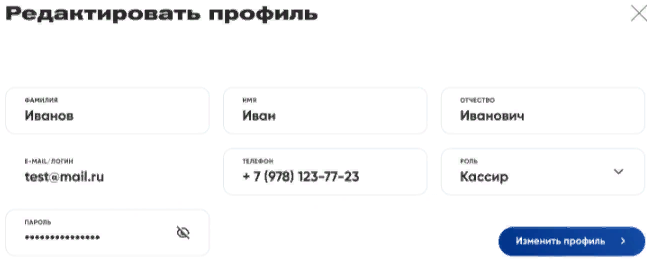 Редактировать профиль
ФАМИЛИЯ
Иванов
ИМЯ
Иван
ОТЧЕСТВО
Иванович
E-MAIL/ЛОГИН
test@mail.ru
ТЕЛЕФОН
+ 7 (978) 123-77-23
РОЛЬ
Кассир
ПАРОЛЬ
•••••••••••••••
Изменить профиль